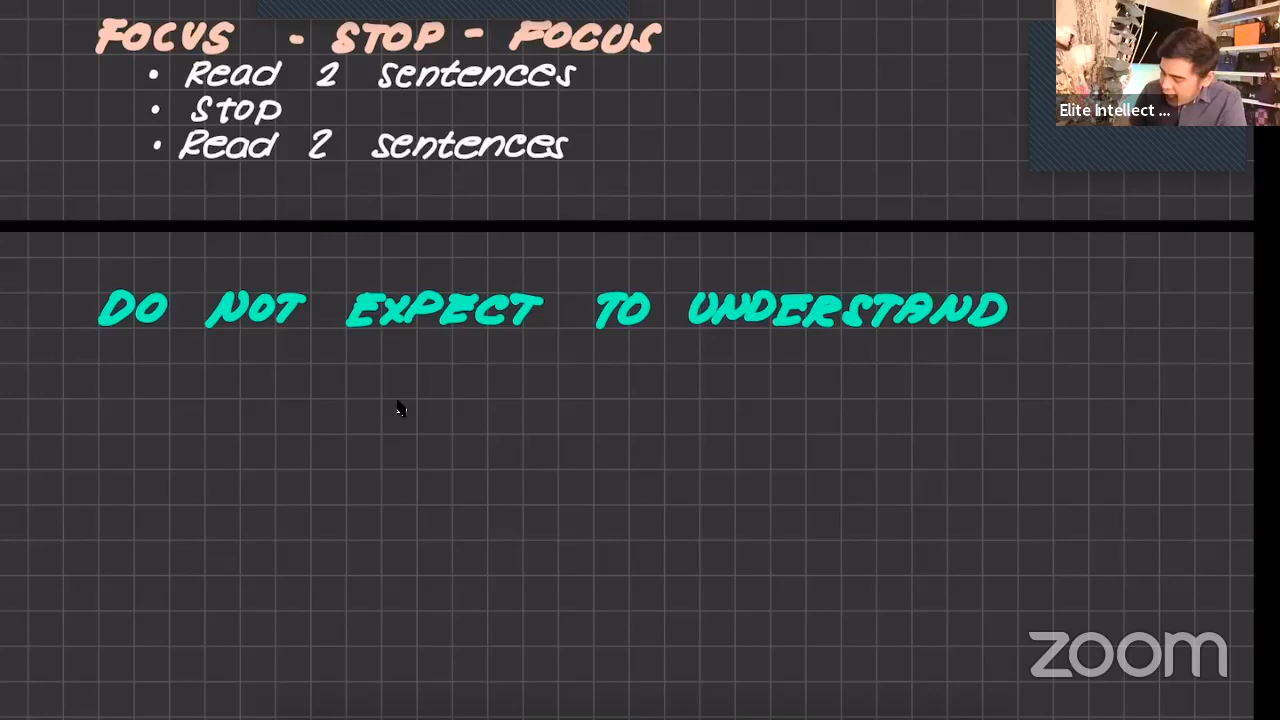 FOCUS - STOP - FOCUS
• Read 2 sentences
• Stop
• Read 2 sentences
Elite Intellect ...
DO NOT EXPECT TO UNDERSTAND
zoom